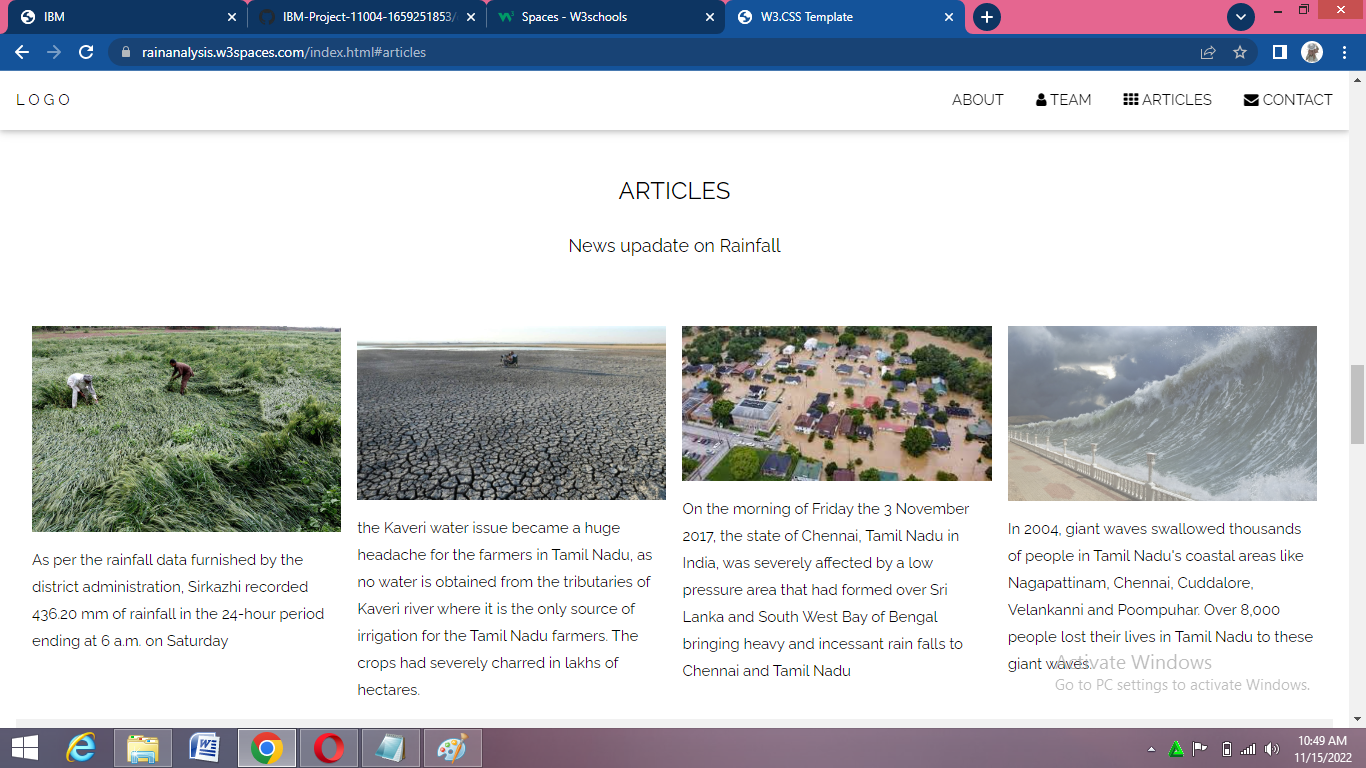 IBM
IBM-Project-11004-1659251853/
Spaces - W3schools
W3.CSS Template
rainanalysis.w3spaces.com/index.html#articles
LOGO
ABOUT
TEAM
ARTICLES
CONTACT
ARTICLES
News upadate on Rainfall
As per the rainfall data furnished by the
district administration, Sirkazhi recorded
436.20 mm of rainfall in the 24-hour period
ending at 6 a.m. on Saturday
the Kaveri water issue became a huge
headache for the farmers in Tamil Nadu, as
no water is obtained from the tributaries of
Kaveri river where it is the only source of
irrigation for the Tamil Nadu farmers. The
crops had severely charred in lakhs of
hectares.
On the morning of Friday the 3 November
2017, the state of Chennai, Tamil Nadu in
India, was severely affected by a low
pressure area that had formed over Sri
Lanka and South West Bay of Bengal
bringing heavy and incessant rain falls to
Chennai and Tamil Nadu
In 2004, giant waves swallowed thousands
of people in Tamil Nadu's coastal areas like
Nagapattinam, Chennai, Cuddalore,
Velankanni and Poompuhar. Over 8,000
people lost their lives in Tamil Nadu to these
giant waves.
Activate Windows
Go to PC settings to activate Windows.
10:49 AM
11/15/2022